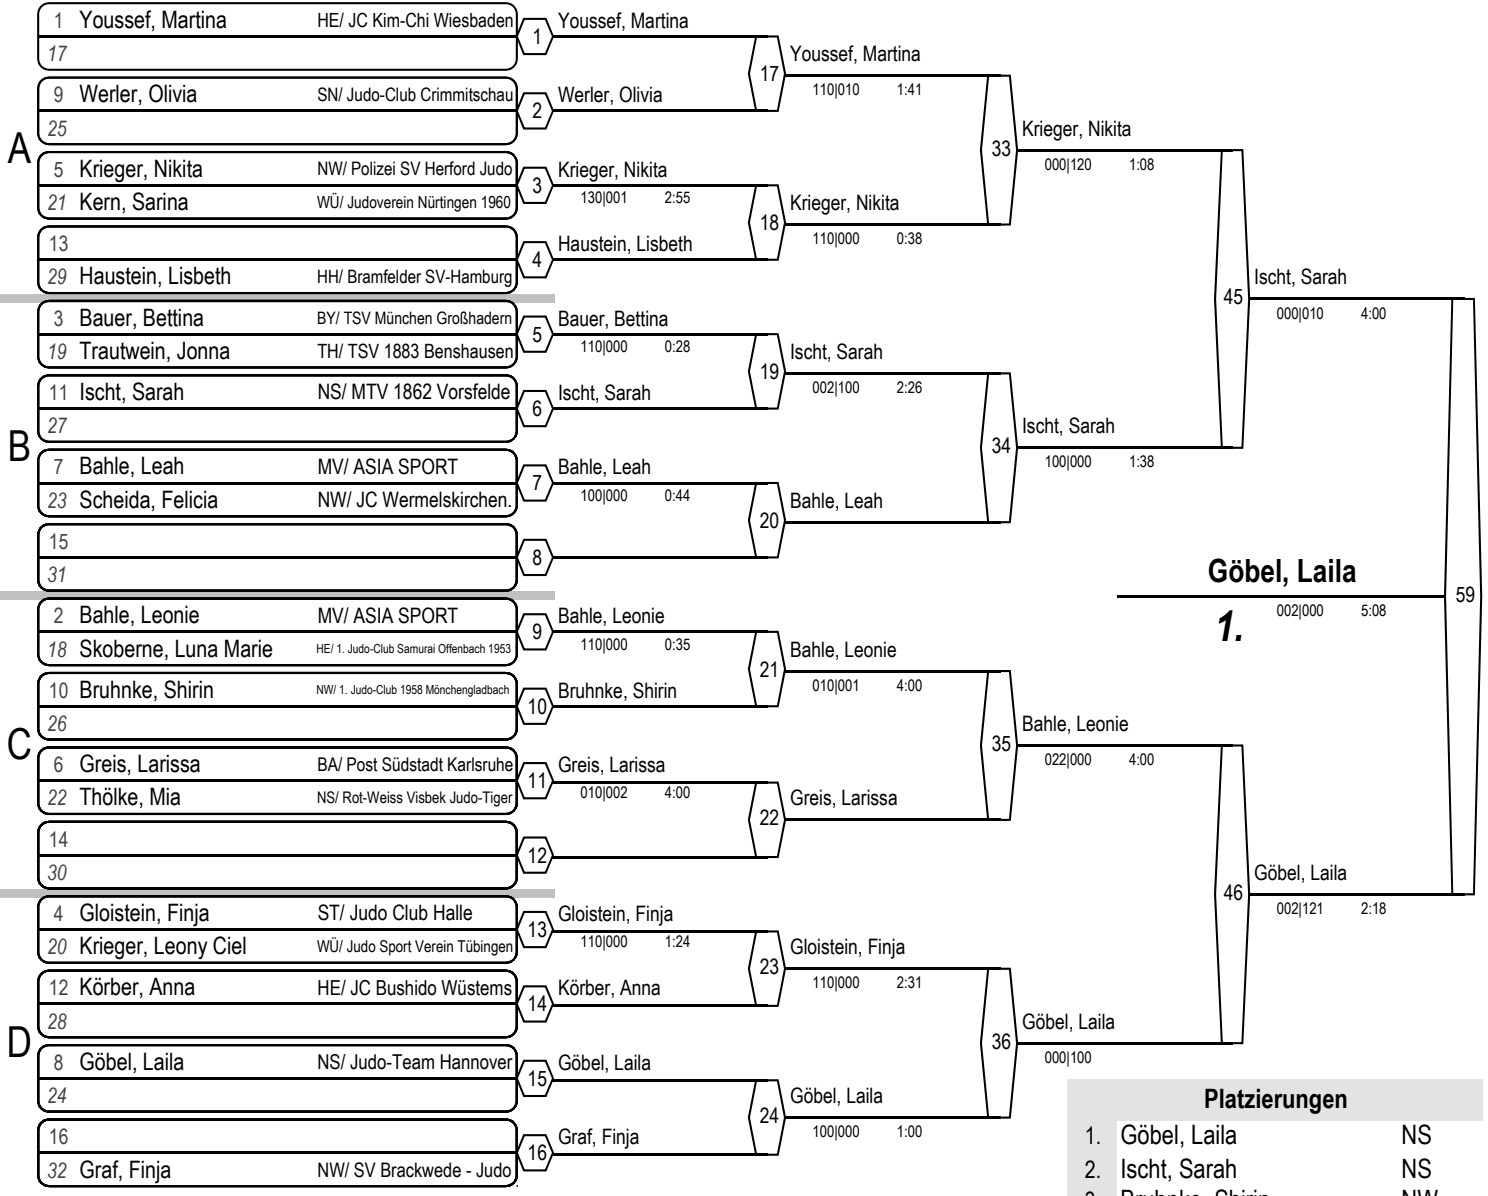 A
1 Youssef, Martina HE/ JC Kim-Chi Wiesbaden
17
1
9 Werler, Olivia SN/ Judo-Club Crimmitschau
25
2
5 Krieger, Nikita NW/ Polizei SV Herford Judo
21 Kern, Sarina WÜ/ Judoverein Nürtingen 1960
3
13
29 Haustein, Lisbeth HH/ Bramfelder SV-Hamburg
4
B
3 Bauer, Bettina BY/ TSV München Großhadern
19 Trautwein, Jonna TH/ TSV 1883 Benshausen
5
11 Ischt, Sarah NS/ MTV 1862 Vorsfelde
27
6
7 Bahle, Leah MV/ ASIA SPORT
23 Scheida, Felicia NW/ JC Wermelskirchen.
7
15
31
8
C
2 Bahle, Leonie MV/ ASIA SPORT
18 Skoberne, Luna Marie HE/ 1. Judo-Club Samurai Offenbach 1953
9
10 Bruhnke, Shirin NW/ 1. Judo-Club 1958 Mönchengladbach
26
10
6 Greis, Larissa BA/ Post Südstadt Karlsruhe
22 Thölke, Mia NS/ Rot-Weiss Visbek Judo-Tiger
11
14
30
12
D
4 Gloistein, Finja ST/ Judo Club Halle
20 Krieger, Leony Ciel WÜ/ Judo Sport Verein Tübingen
13
12 Körber, Anna HE/ JC Bushido Wüstems
28
14
8 Göbel, Laila NS/ Judo-Team Hannover
24
15
16
32 Graf, Finja NW/ SV Brackwede - Judo
16
Youssef, Martina
Werler, Olivia
17
Krieger, Nikita
130|001 2:55
Haustein, Lisbeth
18
Bauer, Bettina
110|000 0:28
Ischt, Sarah
19
Bahle, Leah
100|000 0:44
20
Bahle, Leonie
110|000 0:35
Bruhnke, Shirin
21
Greis, Larissa
010|002 4:00
22
Gloistein, Finja
110|000 1:24
Körber, Anna
23
Göbel, Laila
Graf, Finja
24
Youssef, Martina
110|010 1:41
Krieger, Nikita
110|000 0:38
33
Ischt, Sarah
002|100 2:26
Bahle, Leah
34
Bahle, Leonie
010|001 4:00
Greis, Larissa
35
Gloistein, Finja
110|000 2:31
Göbel, Laila
100|000 1:00
36
Krieger, Nikita
000|120 1:08
Ischt, Sarah
100|000 1:38
45
Bahle, Leonie
022|000 4:00
Göbel, Laila
000|100
46
Ischt, Sarah
000|010 4:00
Göbel, Laila
002|121 2:18
59
Göbel, Laila
1. 002|000 5:08
Platzierungen
1. Göbel, Laila NS
2. Ischt, Sarah NS
3. Bruhnke, Shirin NW